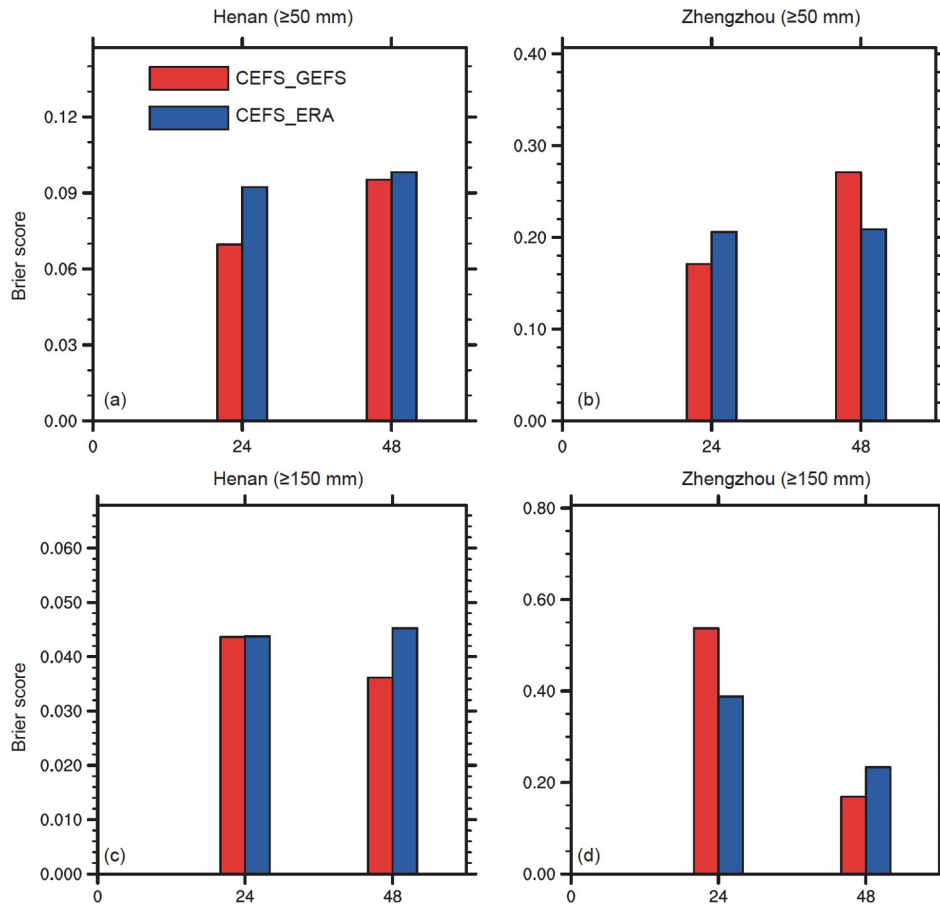 Henan (≥50 mm)
CEFS_GEFS
CEFS_ERA
Brier score
0.12
0.09
0.06
0.03
0.00
(a)
0
24
48
Zhengzhou (≥50 mm)
0.40
0.30
0.20
0.10
0.00
(b)
0
24
48
Henan (≥150 mm)
Brier score
0.060
0.050
0.040
0.030
0.020
0.010
0.000
(c)
0
24
48
Zhengzhou (≥150 mm)
0.80
0.60
0.40
0.20
0.00
(d)
0
24
48